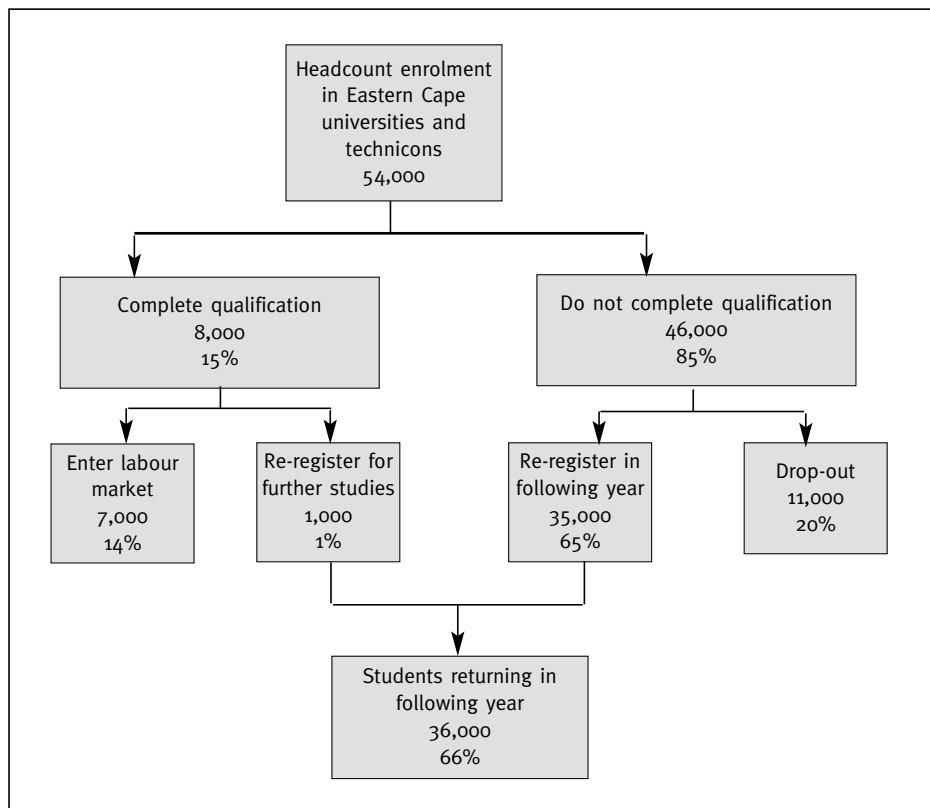 Headcount enrolment
in Eastern Cape
universities and
technicons
54,000
Complete qualification
8,000
15%
Do not complete qualification
46,000
85%
Enter labour
market
7,000
14%
Re-register for
further studies
1,000
1%
Re-register in
following year
35,000
65%
Drop-out
11,000
20%
Students returning in
following year
36,000
66%